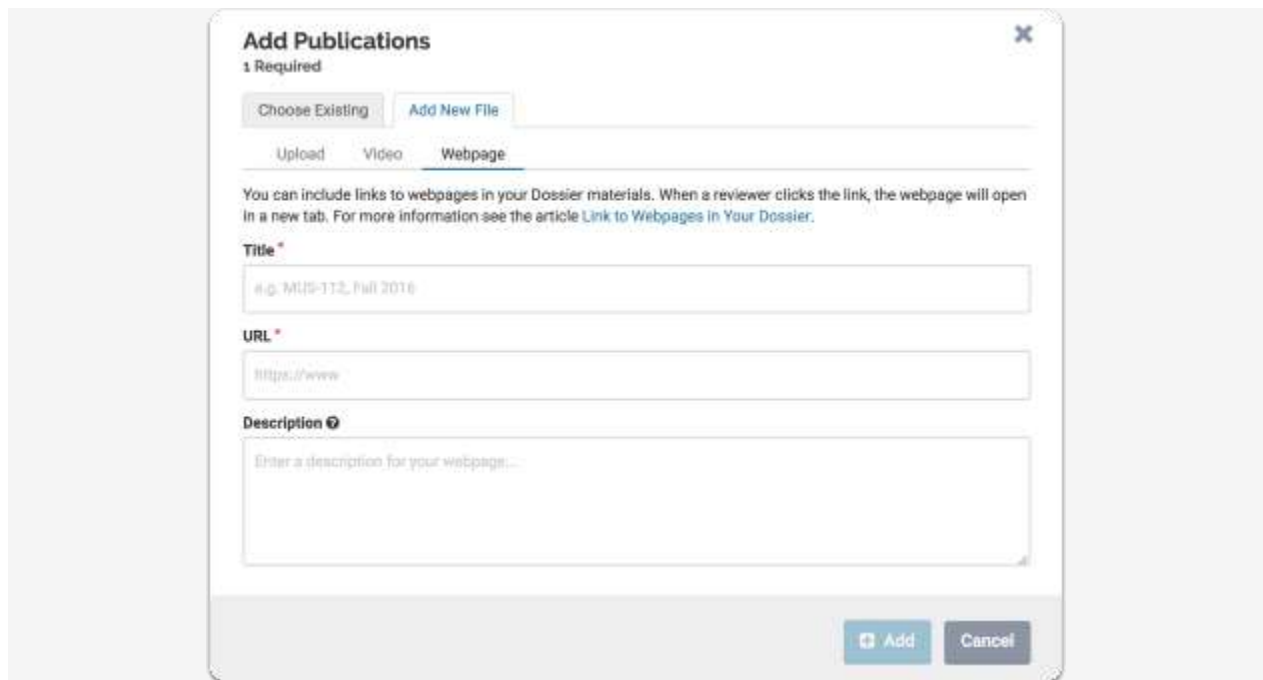 Add Publications
1 Required
Choose Existing Add New File
Upload Video Webpage
You can include links to webpages in your Dossier materials. When a reviewer clicks the link, the webpage will open
in a new tab. For more information see the article Link to Webpages in Your Dossier.
Title *
e.g. MUS-112, Fall 2016
URL *
https://www
Description
Enter a description for your webpage...
Add Cancel